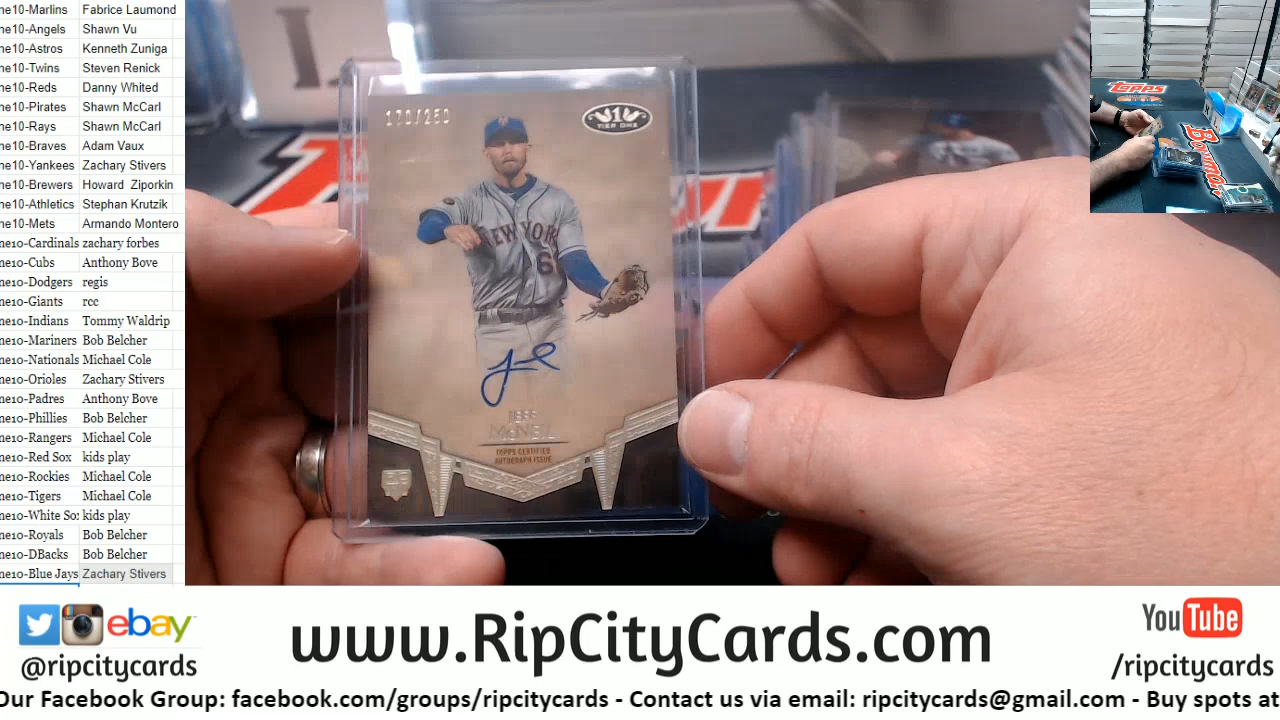 ne10-Marlins Fabrice Laumond
ne10-Angels Shawn Vu
ne10-Astros Kenneth Zuniga
ne10-Twins Steven Renick
ne10-Reds Danny Whited
ne10-Pirates Shawn McCarl
ne10-Rays Shawn McCarl
ne10-Braves Adam Vaux
ne10-Yankees Zachary Stivers
ne10-Brewers Howard Ziporkin
ne10-Athletics Stephan Krutzik
ne10-Mets Armando Montero
ne10-Cardinals zachary forbes
ne10-Cubs Anthony Bove
ne10-Dodgers regis
ne10-Giants rcc
ne10-Indians Tommy Waldrip
ne10-Mariners Bob Belcher
ne10-Nationals Michael Cole
ne10-Orioles Zachary Stivers
ne10-Padres Anthony Bove
ne10-Phillies Bob Belcher
ne10-Rangers Michael Cole
ne10-Red Sox kids play
ne10-Rockies Michael Cole
ne10-Tigers Michael Cole
ne10-White So kids play
ne10-Royals Bob Belcher
ne10-DBacks Bob Belcher
ne10-Blue Jays Zachary Stivers
170/250
1
TIER ONE
NEW YORK
6
JEFF
McNEIL
TOPPS CERTIFIED
AUTOGRAPH ISSUE
Topps
Bowman
ebay
@ripcitycards
www.RipCityCards.com
YouTube
/ripcitycards
Our Facebook Group: facebook.com/groups/ripcitycards - Contact us via email: ripcitycards@gmail.com - Buy spots at